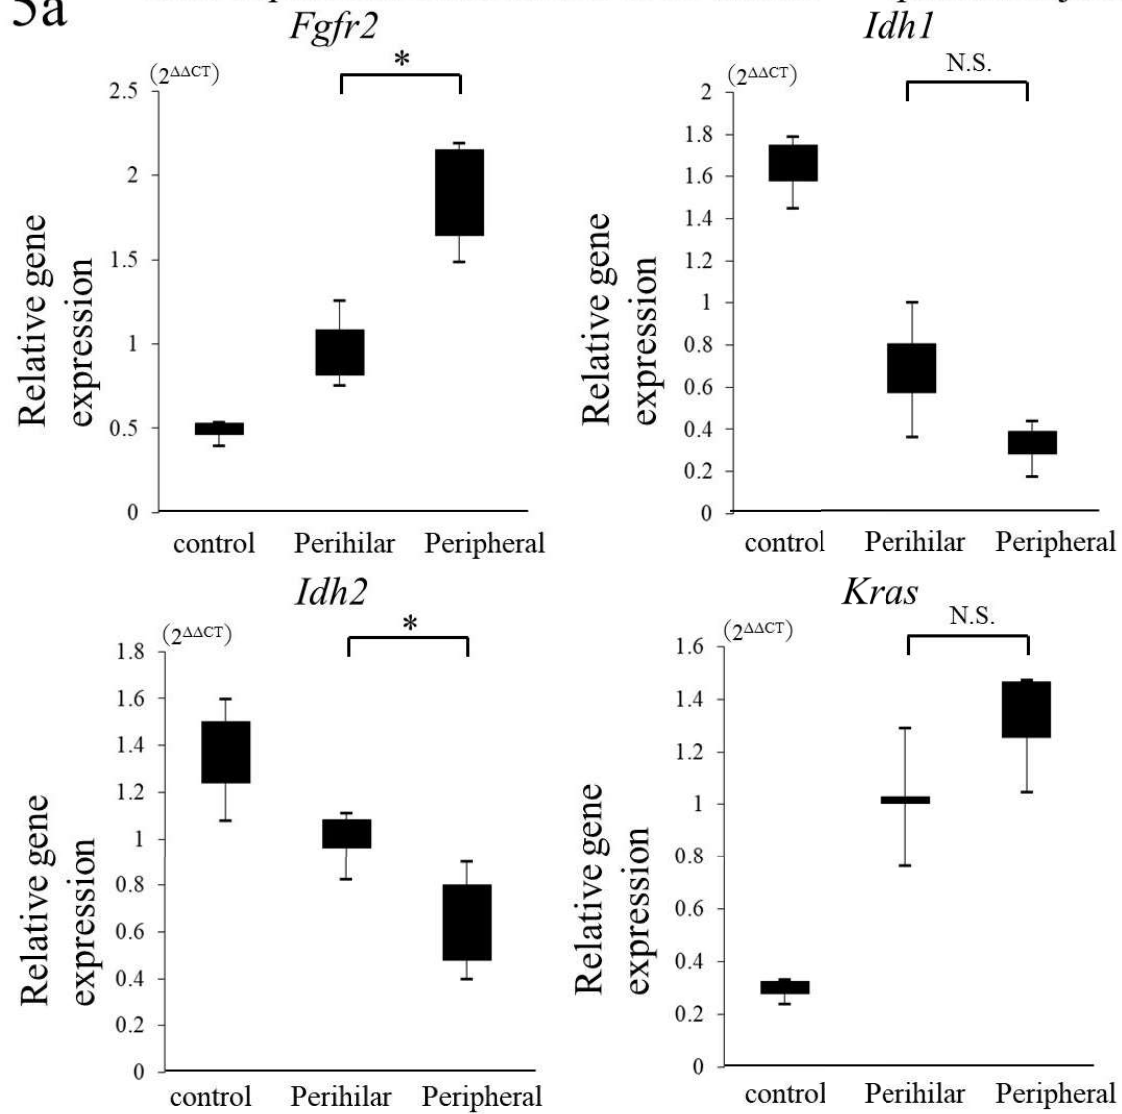 5a
Fgfr2
(2ΔΔCT)
*
2.5
2
1.5
1
0.5
0
Relative gene
expression
control Perihilar Peripheral
Idh1
(2ΔΔCT)
N.S.
2
1.8
1.6
1.4
1.2
1
0.8
0.6
0.4
0.2
0
Relative gene
expression
control Perihilar Peripheral
Idh2
(2ΔΔCT)
*
1.8
1.6
1.4
1.2
1
0.8
0.6
0.4
0.2
0
Relative gene
expression
control Perihilar Peripheral
Kras
(2ΔΔCT)
N.S.
1.6
1.4
1.2
1
0.8
0.6
0.4
0.2
0
Relative gene
expression
control Perihilar Peripheral